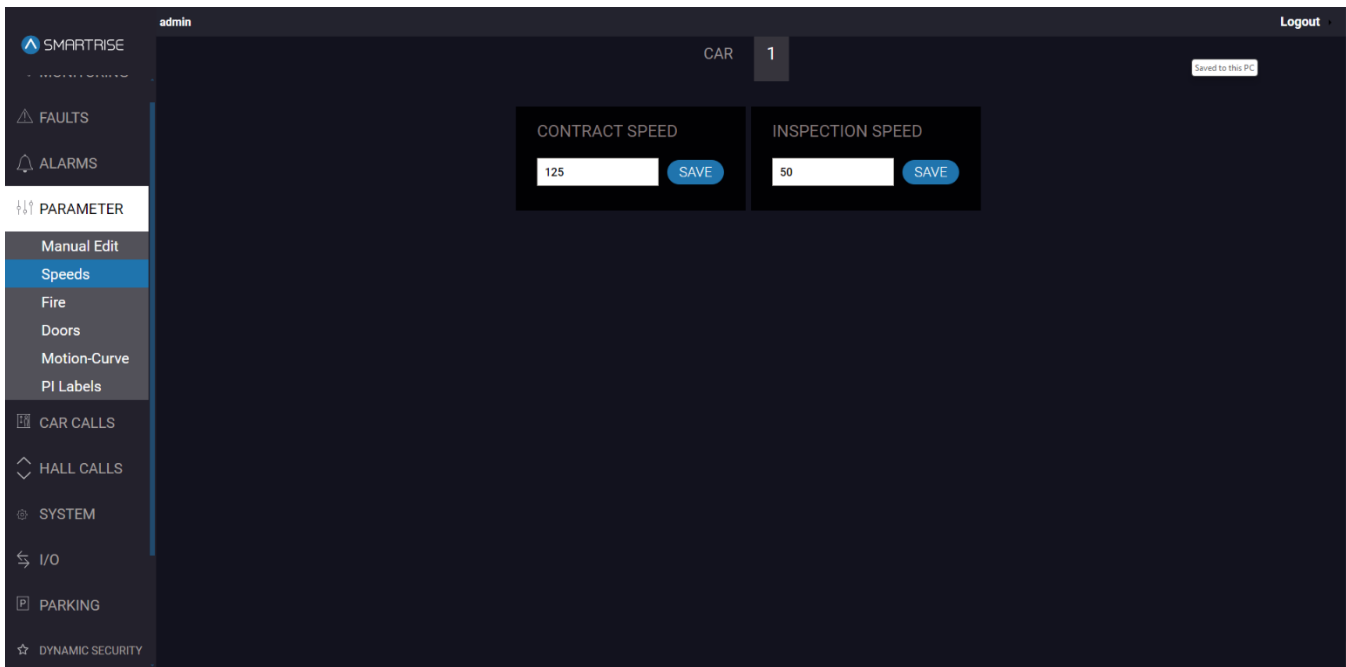 admin
Logout
SMARTRISE
CAR 1
Saved to this PC
MONITORING
FAULTS
ALARMS
PARAMETER
Manual Edit
Speeds
Fire
Doors
Motion-Curve
PI Labels
CAR CALLS
HALL CALLS
SYSTEM
I/O
PARKING
DYNAMIC SECURITY
CONTRACT SPEED
125 SAVE
INSPECTION SPEED
50 SAVE